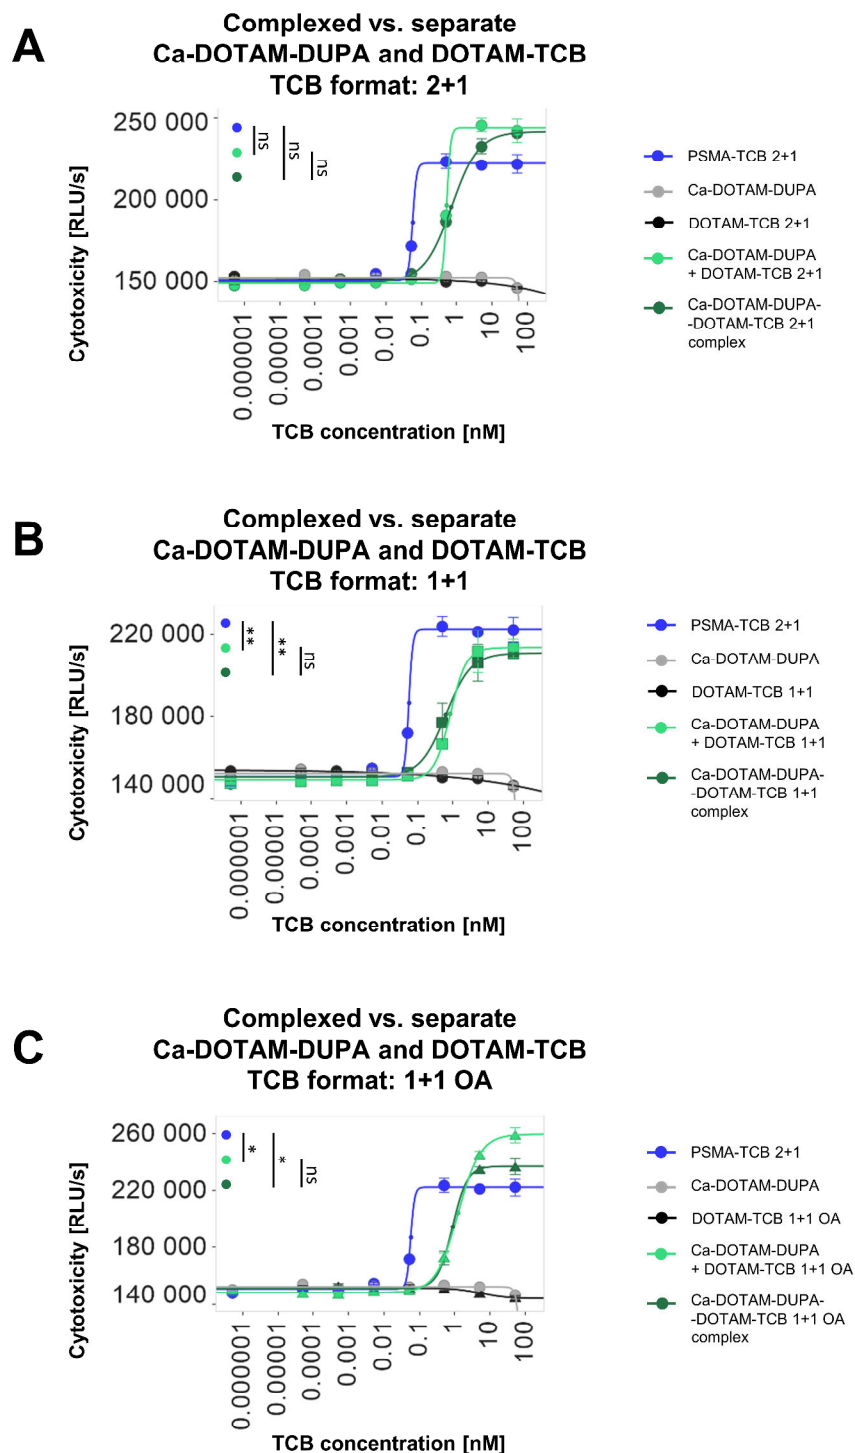 A
Complexed vs. separate
Ca-DOTAM-DUPA and DOTAM-TCB
TCB format: 2+1
Cytotoxicity [RLU/s]
250 000
200 000
150 000
ns
ns
ns
0.000001
0.0001
0.001
0.01
0.1
1
10
100
TCB concentration [nM]
PSMA-TCB 2+1
Ca-DOTAM-DUPA
DOTAM-TCB 2+1
Ca-DOTAM-DUPA
+ DOTAM-TCB 2+1
Ca-DOTAM-DUPA-
-DOTAM-TCB 2+1
complex
B
Complexed vs. separate
Ca-DOTAM-DUPA and DOTAM-TCB
TCB format: 1+1
Cytotoxicity [RLU/s]
220 000
180 000
140 000
**
**
ns
0.000001
0.0001
0.001
0.01
0.1
1
10
100
TCB concentration [nM]
PSMA-TCB 2+1
Ca-DOTAM-DUPA
DOTAM-TCB 1+1
Ca-DOTAM-DUPA
+ DOTAM-TCB 1+1
Ca-DOTAM-DUPA-
-DOTAM-TCB 1+1
complex
C
Complexed vs. separate
Ca-DOTAM-DUPA and DOTAM-TCB
TCB format: 1+1 OA
Cytotoxicity [RLU/s]
260 000
220 000
180 000
140 000
*
*
ns
0.000001
0.0001
0.001
0.01
0.1
1
10
100
TCB concentration [nM]
PSMA-TCB 2+1
Ca-DOTAM-DUPA
DOTAM-TCB 1+1 OA
Ca-DOTAM-DUPA
+ DOTAM-TCB 1+1 OA
Ca-DOTAM-DUPA-
-DOTAM-TCB 1+1 OA
complex